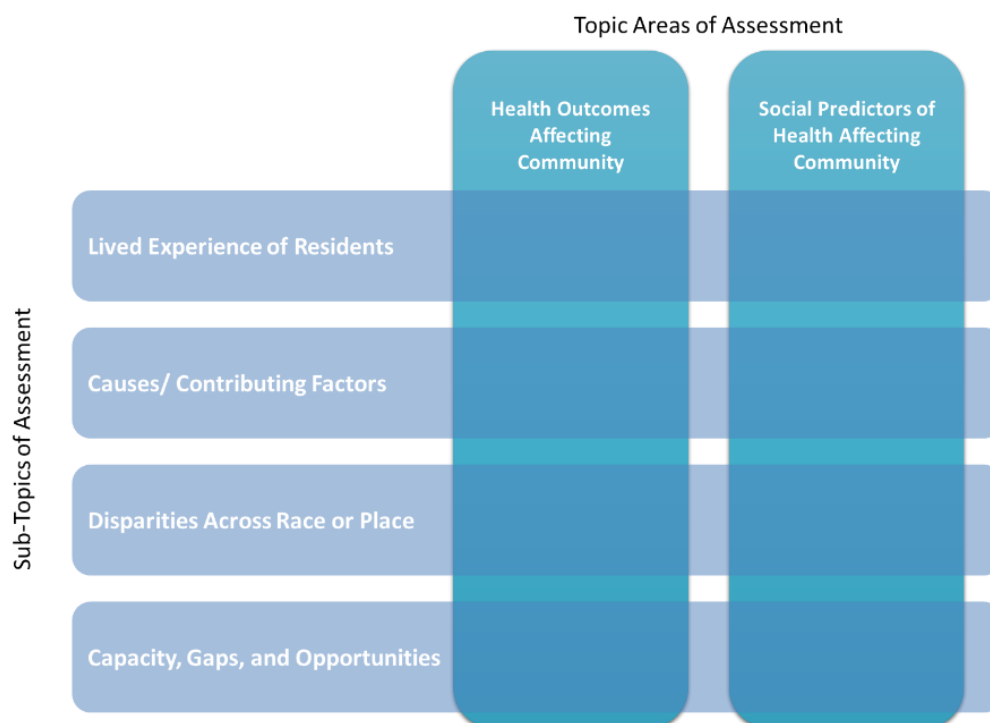 Topic Areas of Assessment
Health Outcomes
Affecting
Community
Social Predictors of
Health Affecting
Community
Sub-Topics of Assessment
Lived Experience of Residents
Causes/ Contributing Factors
Disparities Across Race or Place
Capacity, Gaps, and Opportunities